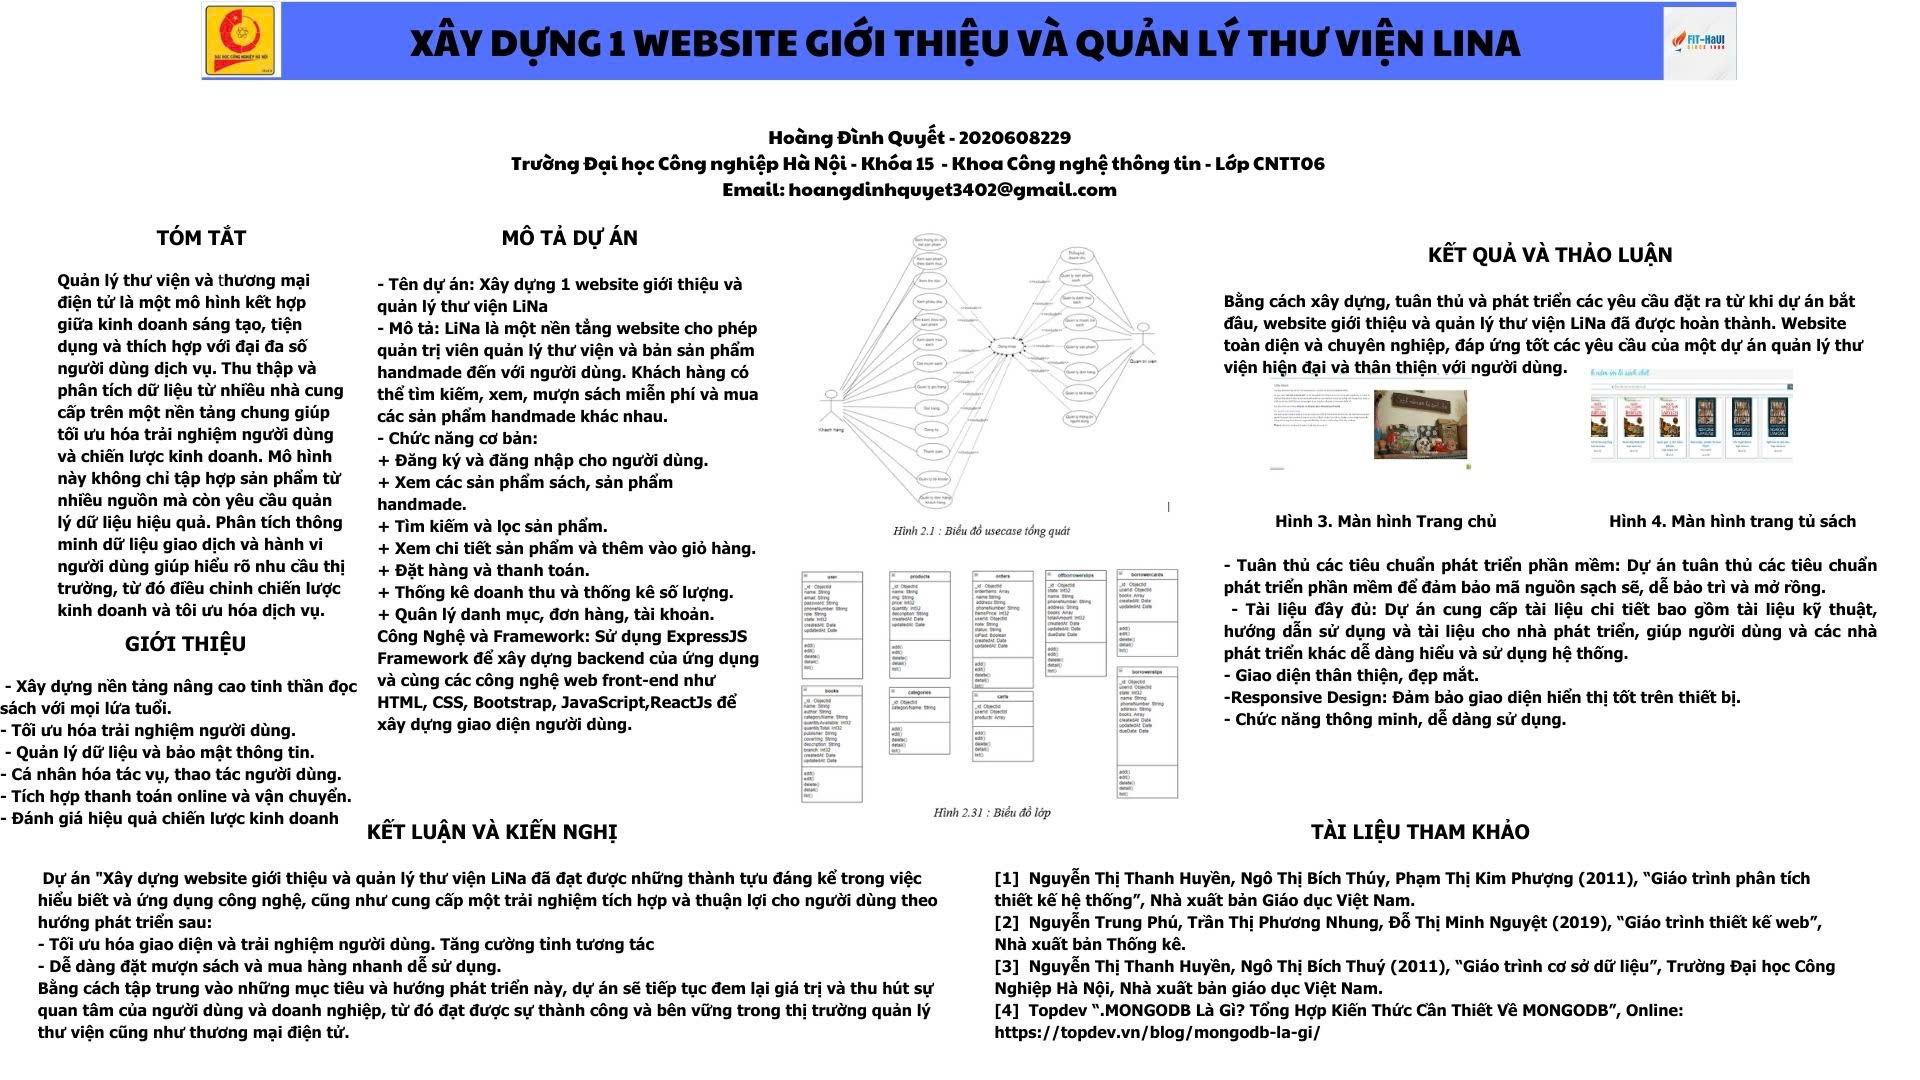 XÂY DỰNG 1 WEBSITE GIỚI THIỆU VÀ QUẢN LÝ THƯ VIỆN LINA
ĐẠI HỌC CÔNG NGHIỆP HÀ NỘI
FIT-HaUI
SINCE 1999
Hoàng Đình Quyết - 2020608229
Trường Đại học Công nghiệp Hà Nội - Khóa 15 - Khoa Công nghệ thông tin - Lớp CNTT06
Email: hoangdinhquyet3402@gmail.com
TÓM TẮT
Quản lý thư viện và thương mại
điện tử là một mô hình kết hợp
giữa kinh doanh sáng tạo, tiện
dụng và thích hợp với đại đa số
người dùng dịch vụ. Thu thập và
phân tích dữ liệu từ nhiều nhà cung
cấp trên một nền tảng chung giúp
tối ưu hóa trải nghiệm người dùng
và chiến lược kinh doanh. Mô hình
này không chỉ tập hợp sản phẩm từ
nhiều nguồn mà còn yêu cầu quản
lý dữ liệu hiệu quả. Phân tích thông
minh dữ liệu giao dịch và hành vi
người dùng giúp hiểu rõ nhu cầu thị
trường, từ đó điều chỉnh chiến lược
kinh doanh và tôi ưu hóa dịch vụ.
GIỚI THIỆU
- Xây dựng nền tảng nâng cao tinh thần đọc
sách với mọi lứa tuổi.
- Tối ưu hóa trải nghiệm người dùng.
- Quản lý dữ liệu và bảo mật thông tin.
- Cá nhân hóa tác vụ, thao tác người dùng.
- Tích hợp thanh toán online và vận chuyển.
- Đánh giá hiệu quả chiến lược kinh doanh
MÔ TẢ DỰ ÁN
- Tên dự án: Xây dựng 1 website giới thiệu và
quản lý thư viện LiNa
- Mô tả: LiNa là một nền tảng website cho phép
quản trị viên quản lý thư viện và bản sản phẩm
handmade đến với người dùng. Khách hàng có
thể tìm kiếm, xem, mượn sách miễn phí và mua
các sản phẩm handmade khác nhau.
- Chức năng cơ bản:
+ Đăng ký và đăng nhập cho người dùng.
+ Xem các sản phẩm sách, sản phẩm
handmade.
+ Tìm kiếm và lọc sản phẩm.
+ Xem chi tiết sản phẩm và thêm vào giỏ hàng.
+ Đặt hàng và thanh toán.
+ Thống kê doanh thu và thống kê số lượng.
+ Quản lý danh mục, đơn hàng, tài khoản.
Công Nghệ và Framework: Sử dụng ExpressJS
Framework để xây dựng backend của ứng dụng
và cùng các công nghệ web front-end như
HTML, CSS, Bootstrap, JavaScript,ReactJs để
xây dựng giao diện người dùng.
Khách hàng
Quản trị viên
Hình 2.1 : Biểu đồ usecase tổng quát
user
products
orders
offborrowerslips
borrowercards
books
categories
carts
borrowerslips
Hình 2.31 : Biểu đồ lớp
KẾT QUẢ VÀ THẢO LUẬN
Bằng cách xây dựng, tuân thủ và phát triển các yêu cầu đặt ra từ khi dự án bắt
đầu, website giới thiệu và quản lý thư viện LiNa đã được hoàn thành. Website
toàn diện và chuyên nghiệp, đáp ứng tốt các yêu cầu của một dự án quản lý thư
viện hiện đại và thân thiện với người dùng.
Hình 3. Màn hình Trang chủ
Hình 4. Màn hình trang tủ sách
- Tuân thủ các tiêu chuẩn phát triển phần mềm: Dự án tuân thủ các tiêu chuẩn
phát triển phần mềm để đảm bảo mã nguồn sạch sẽ, dễ bảo trì và mở rộng.
- Tài liệu đầy đủ: Dự án cung cấp tài liệu chi tiết bao gồm tài liệu kỹ thuật,
hướng dẫn sử dụng và tài liệu cho nhà phát triển, giúp người dùng và các nhà
phát triển khác dễ dàng hiểu và sử dụng hệ thống.
- Giao diện thân thiện, đẹp mắt.
-Responsive Design: Đảm bảo giao diện hiển thị tốt trên thiết bị.
- Chức năng thông minh, dễ dàng sử dụng.
KẾT LUẬN VÀ KIẾN NGHỊ
Dự án "Xây dựng website giới thiệu và quản lý thư viện LiNa đã đạt được những thành tựu đáng kể trong việc
hiểu biết và ứng dụng công nghệ, cũng như cung cấp một trải nghiệm tích hợp và thuận lợi cho người dùng theo
hướng phát triển sau:
- Tối ưu hóa giao diện và trải nghiệm người dùng. Tăng cường tỉnh tương tác
- Dễ dàng đặt mượn sách và mua hàng nhanh dễ sử dụng.
Bằng cách tập trung vào những mục tiêu và hướng phát triển này, dự án sẽ tiếp tục đem lại giá trị và thu hút sự
quan tâm của người dùng và doanh nghiệp, từ đó đạt được sự thành công và bên vững trong thị trường quản lý
thư viện cũng như thương mại điện tử.
TÀI LIỆU THAM KHẢO
[1] Nguyễn Thị Thanh Huyền, Ngô Thị Bích Thúy, Phạm Thị Kim Phượng (2011), “Giáo trình phân tích
thiết kế hệ thống”, Nhà xuất bản Giáo dục Việt Nam.
[2] Nguyễn Trung Phú, Trần Thị Phương Nhung, Đỗ Thị Minh Nguyệt (2019), “Giáo trình thiết kế web”,
Nhà xuất bản Thống kê.
[3] Nguyễn Thị Thanh Huyền, Ngô Thị Bích Thuý (2011), “Giáo trình cơ sở dữ liệu”, Trường Đại học Công
Nghiệp Hà Nội, Nhà xuất bản giáo dục Việt Nam.
[4] Topdev “.MONGODB Là Gì? Tổng Hợp Kiến Thức Cần Thiết Về MONGODB”, Online:
https://topdev.vn/blog/mongodb-la-gi/